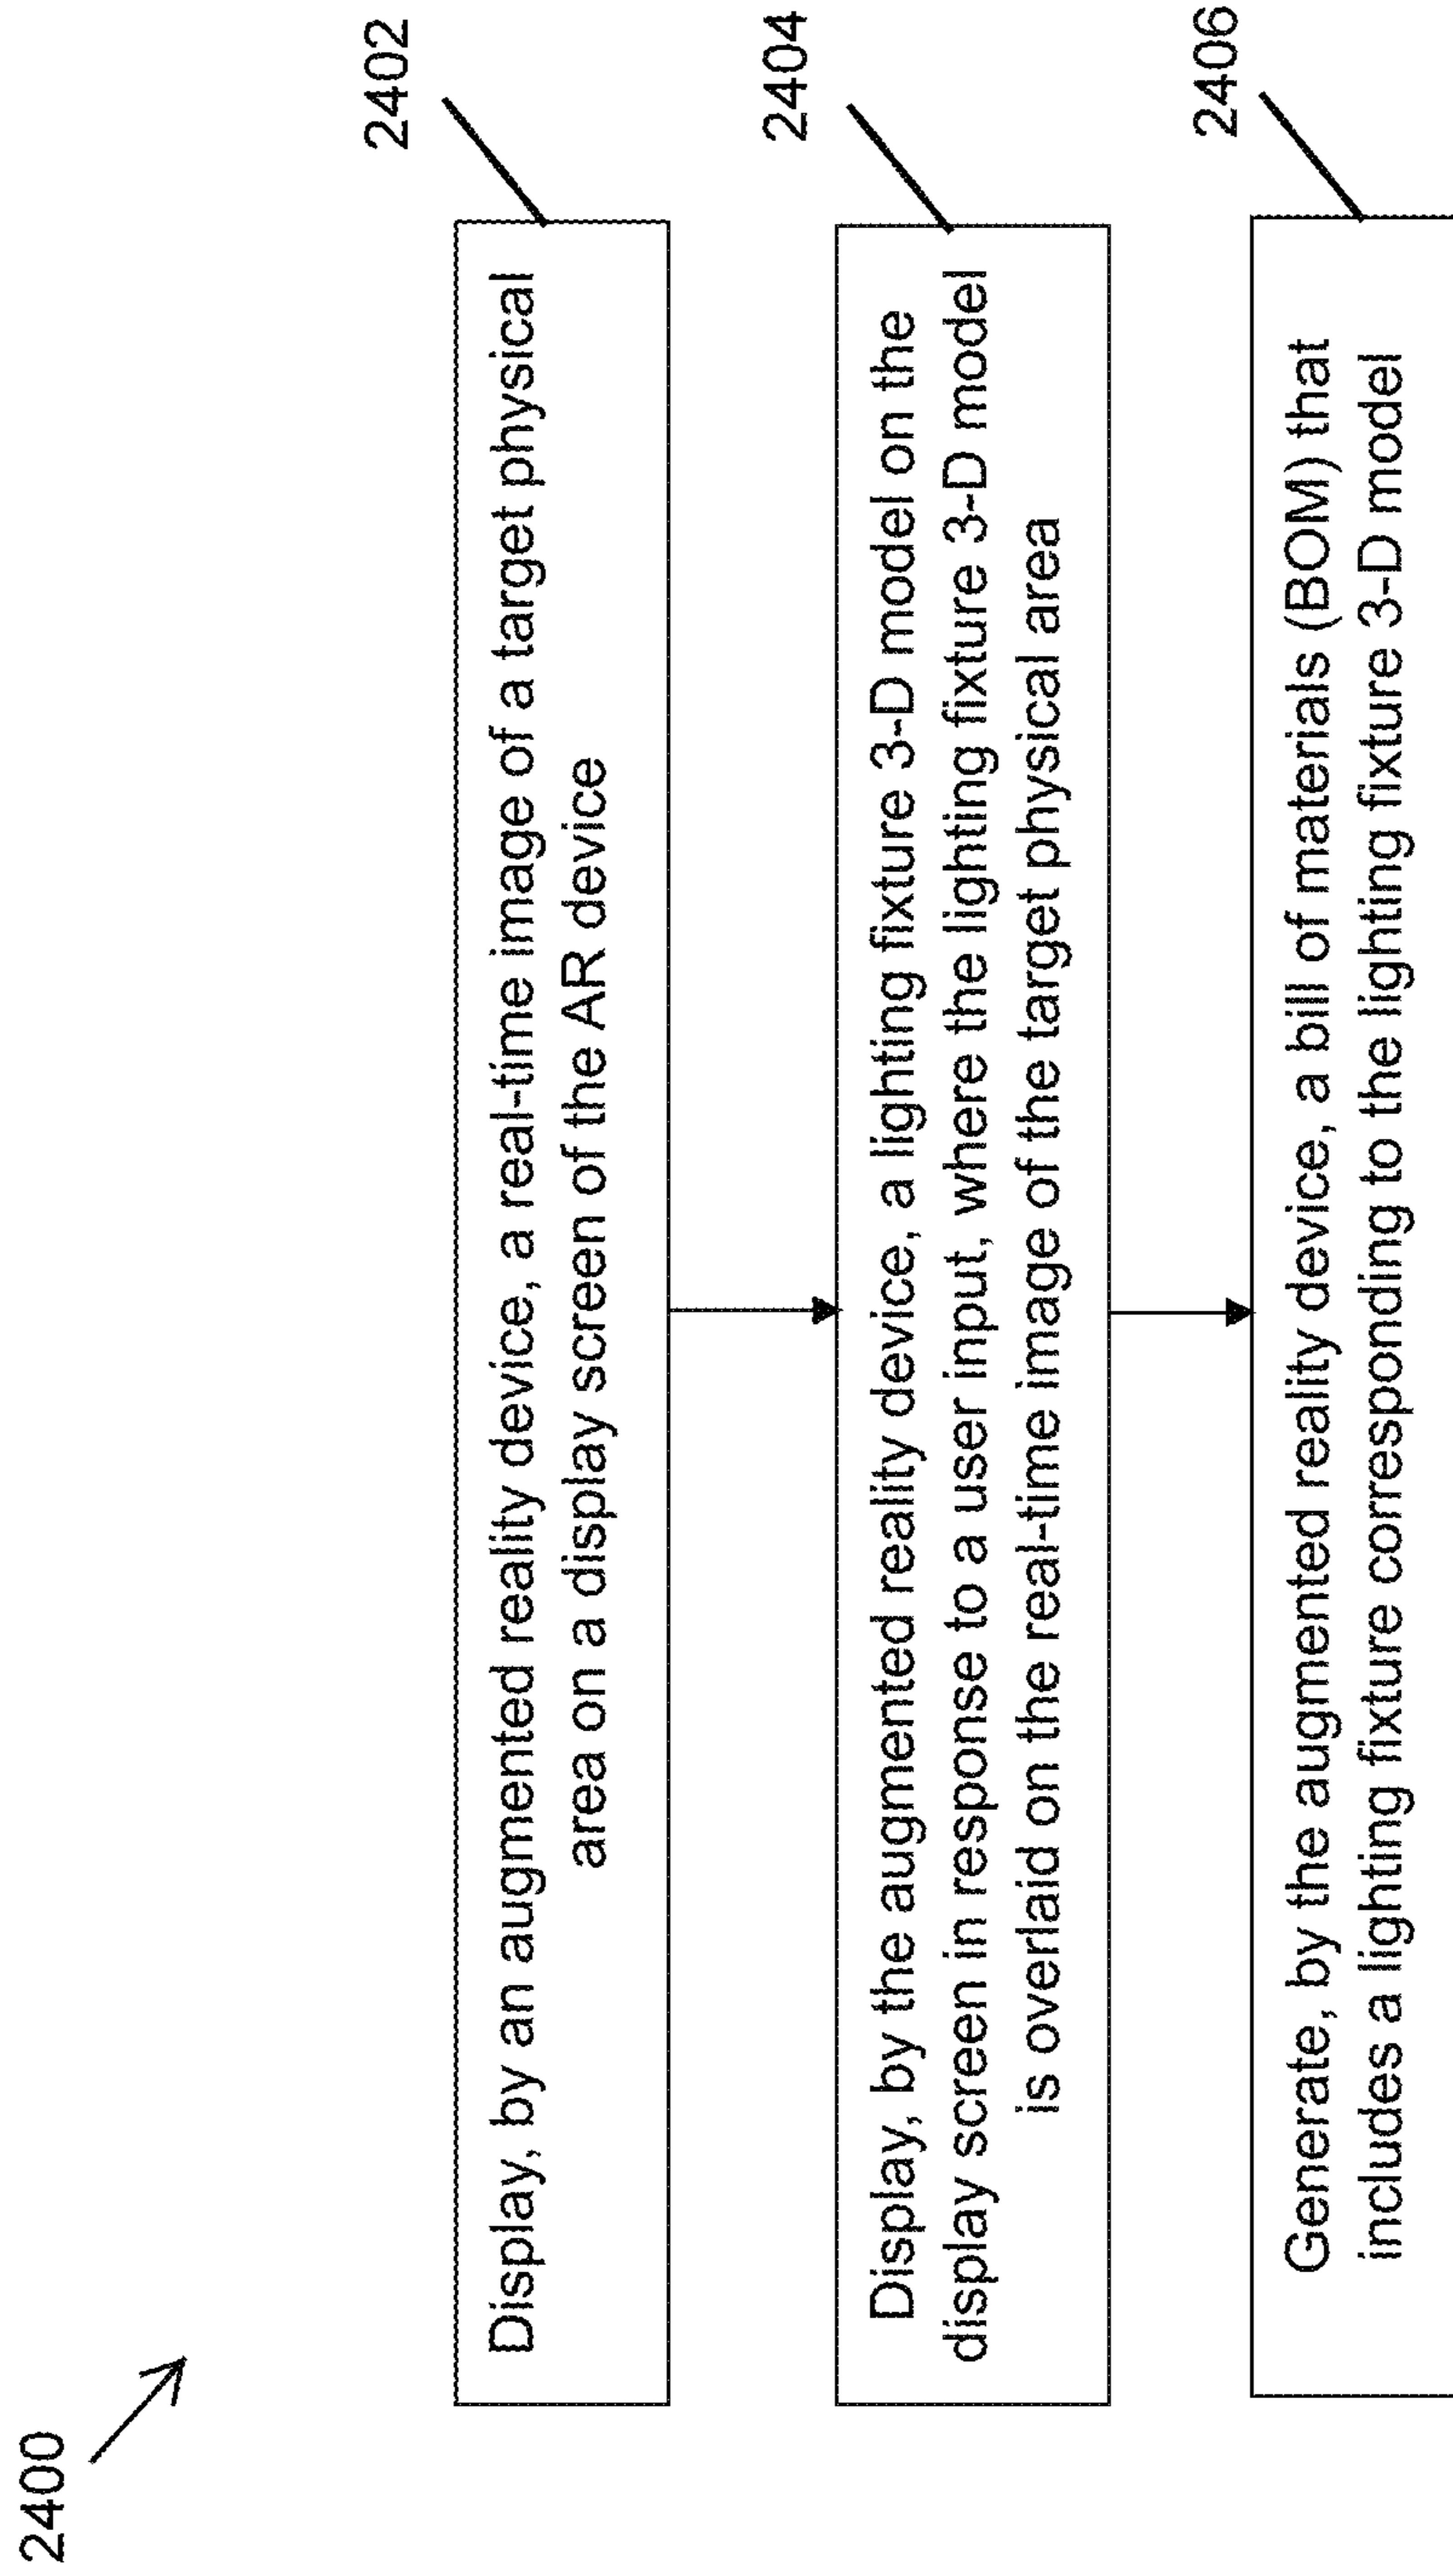 2400
2402
Display, by an augmented reality device, a real-time image of a target physical
area on a display screen of the AR device
2404
Display, by the augmented reality device, a lighting fixture 3-D model on the
display screen in response to a user input, where the lighting fixture 3-D model
is overlaid on the real-time image of the target physical area
2406
Generate, by the augmented reality device, a bill of materials (BOM) that
includes a lighting fixture corresponding to the lighting fixture 3-D model